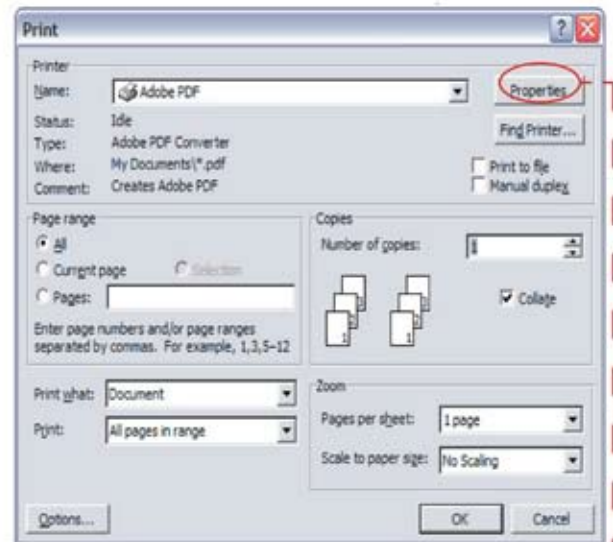 Print
Printer
Name: Adobe PDF Properties
Status: Idle Find Printer...
Type: Adobe PDF Converter
Where: My Documents\*.pdf Print to file
Comment: Creates Adobe PDF Manual duplex
Page range
All
Current page Selection
Pages:
Enter page numbers and/or page ranges
separated by commas. For example, 1,3,5-12
Copies
Number of copies: 1
Collate
Print what: Document
Print: All pages in range
Zoom
Pages per sheet: 1 page
Scale to paper size: No Scaling
Options... OK Cancel